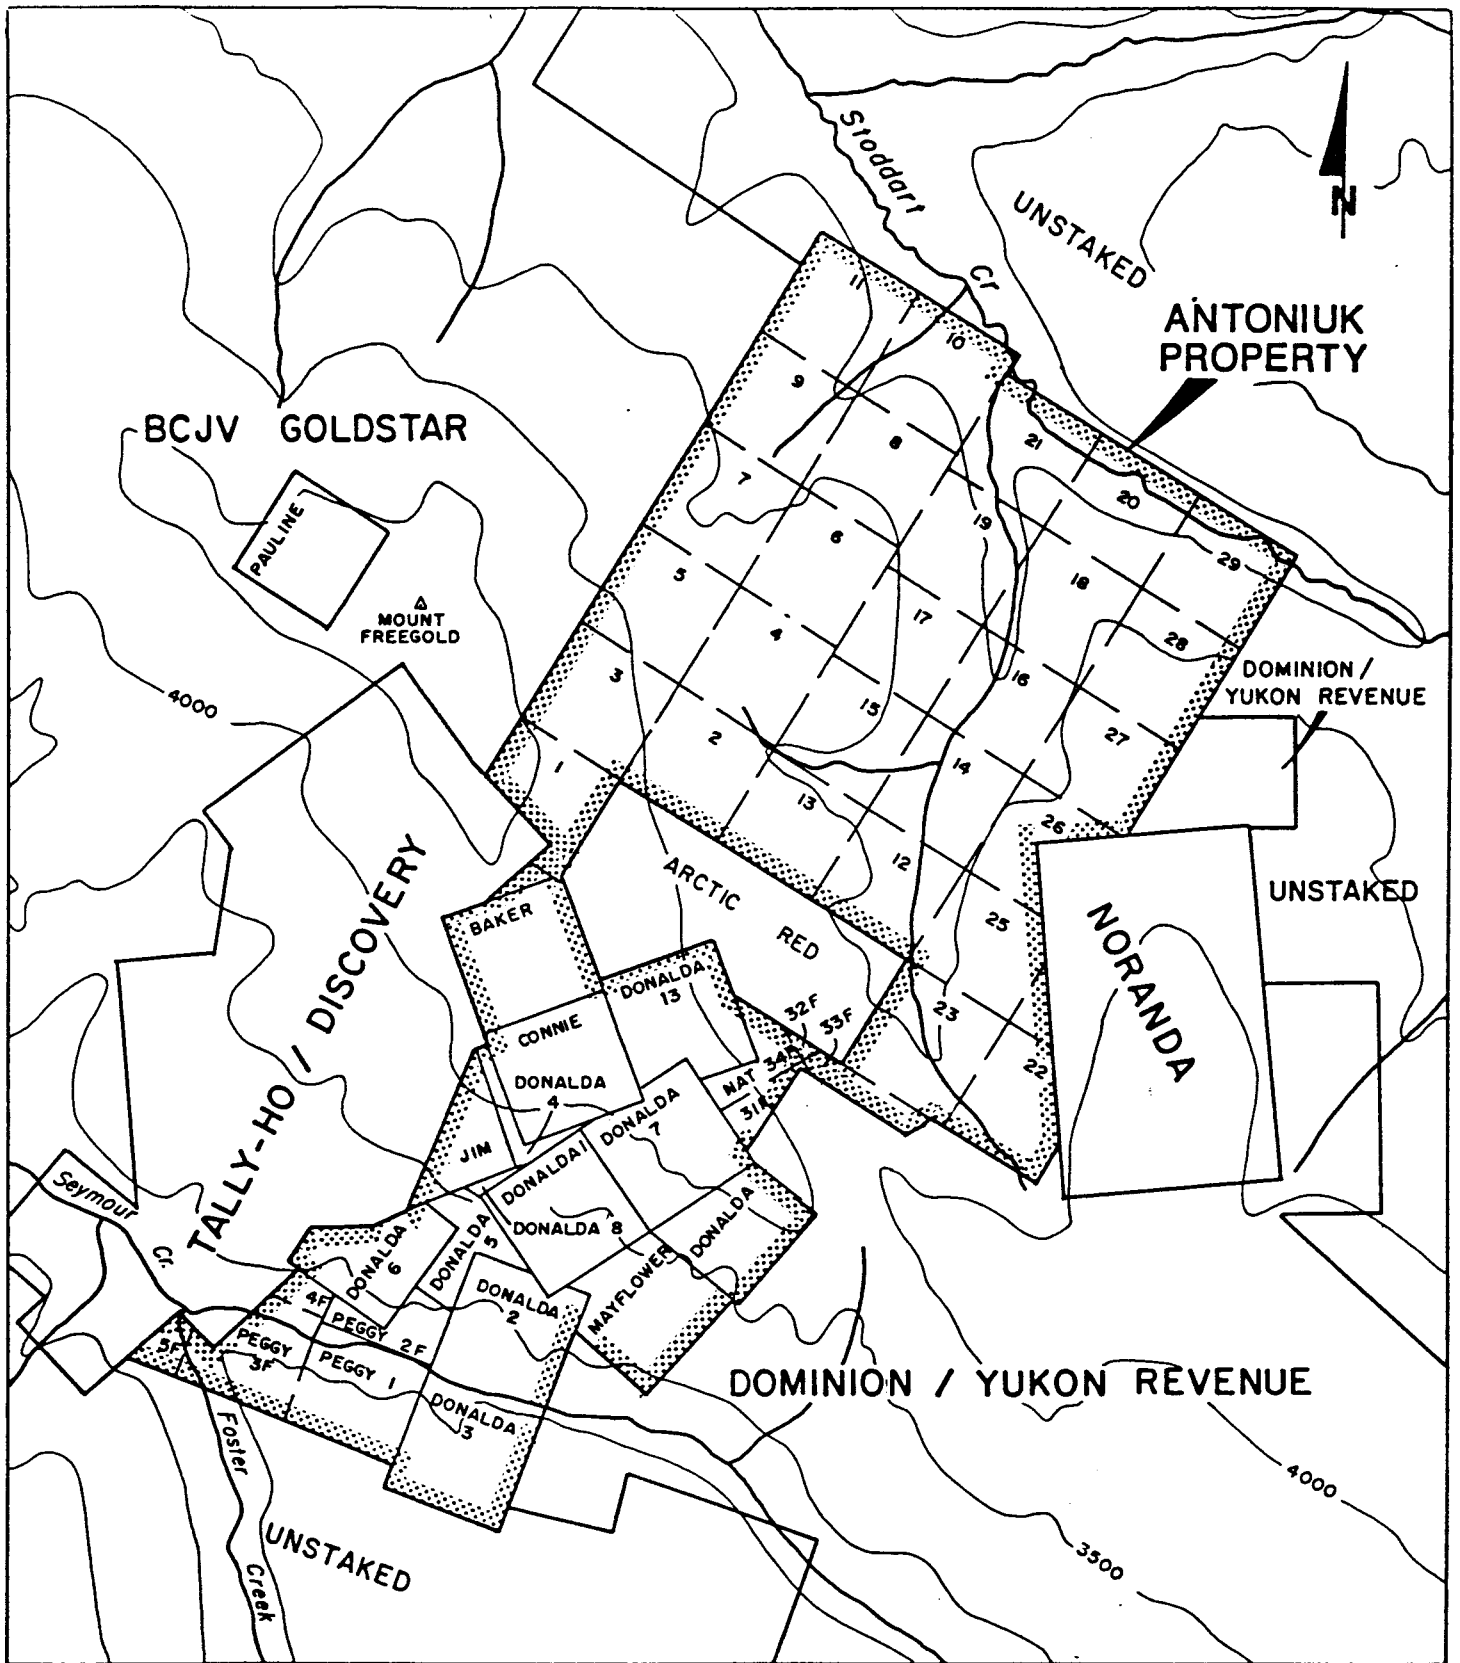 Stoddart
Cr
N
UNSTAKED
ANTONIUK
PROPERTY
11
10
9
8
21
BCJV GOLDSTAR
7
20
PAULINE
6
19
29
5
18
MOUNT
FREEGOLD
4
17
28
3
16
DOMINION /
YUKON REVENUE
4000
15
2
27
1
14
13
26
12
ARCTIC
RED
25
UNSTAKED
NORANDA
TALLY-HO / DISCOVERY
BAKER
DONALDA
13
32F
33F
23
CONNIE
22
NAT 34F
31F
DONALDA
4
DONALDA
7
JIM
DONALDA 1
Seymour
Cr.
DONALDA 8
DONALDA
DONALDA
5
DONALDA
6
MAYFLOWER
DONALDA
2
4F
PEGGY 2F
PEGGY
3F
5F
PEGGY 1
DOMINION / YUKON REVENUE
DONALDA
3
Foster
Creek
4000
3500
UNSTAKED